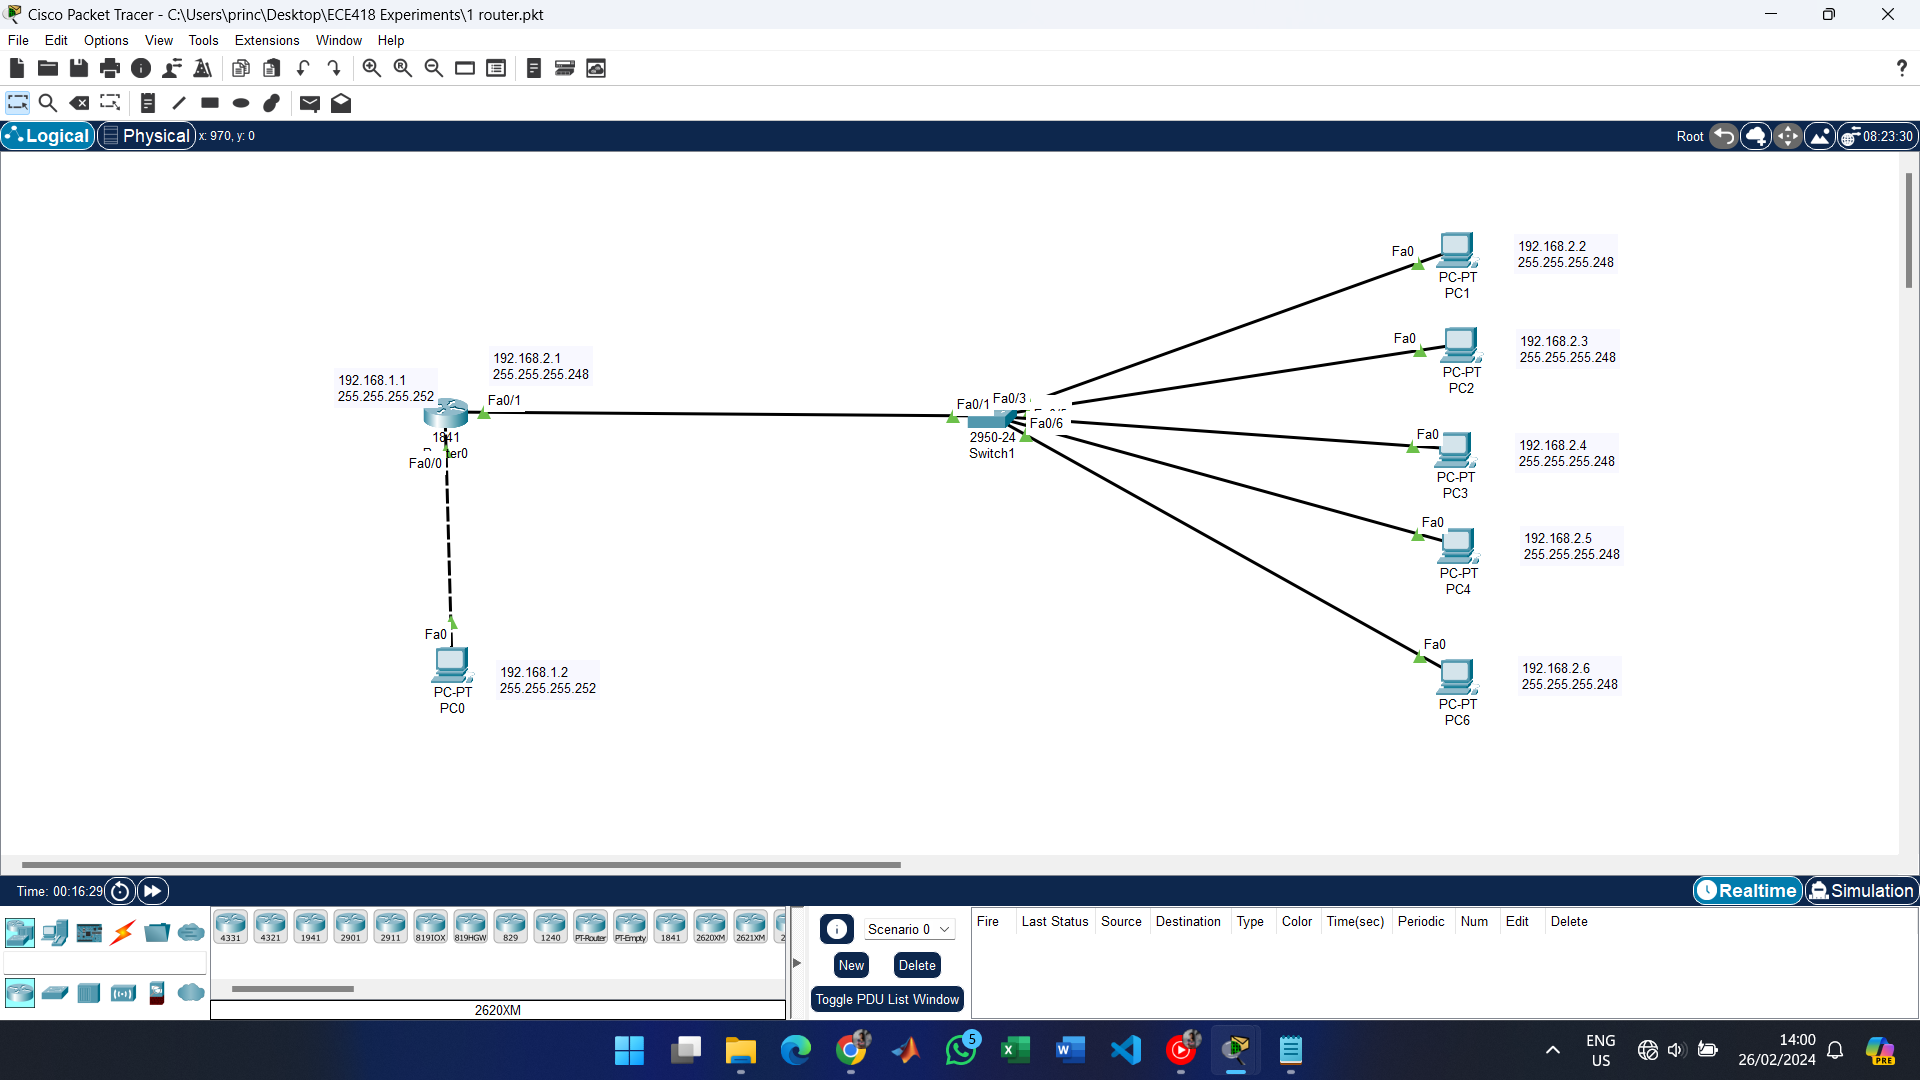 Cisco Packet Tracer - C:\Users\princ\Desktop\ECE418 Experiments\1 router.pkt
File Edit Options View Tools Extensions Window Help
Logical Physical x: 970, y: 0 Root 08:23:30
192.168.2.2
255.255.255.248
Fa0
PC-PT
PC1
192.168.2.3
255.255.255.248
Fa0
PC-PT
PC2
192.168.2.1
255.255.255.248
192.168.1.1
255.255.255.252
Fa0/1
1841
Fa0/0
Fa0/1
Fa0/3
Fa0/6
2950-24
Switch1
Fa0
PC-PT
PC3
192.168.2.4
255.255.255.248
Fa0
PC-PT
PC4
192.168.2.5
255.255.255.248
Fa0
PC-PT
PC0
192.168.1.2
255.255.255.252
Fa0
PC-PT
PC6
192.168.2.6
255.255.255.248
Time: 00:16:29 Realtime Simulation
4331 4321 1941 2901 2911 819IOX 819HGW 829 1240 PT-Router PT-Empty 1841 2620XM 2621XM
2620XM
Scenario 0
New Delete
Toggle PDU List Window
Fire Last Status Source Destination Type Color Time(sec) Periodic Num Edit Delete
5
ENG
US
14:00
26/02/2024
PRE